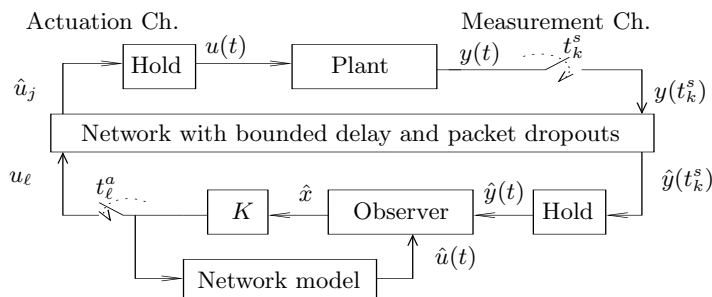 Actuation Ch.
Measurement Ch.
u(t)
y(t)
t_k^s
Hold
Plant
û_j
y(t_k^s)
Network with bounded delay and packet dropouts
u_ℓ
t_ℓ^a
x̂
ŷ(t)
ŷ(t_k^s)
K
Observer
Hold
û(t)
Network model